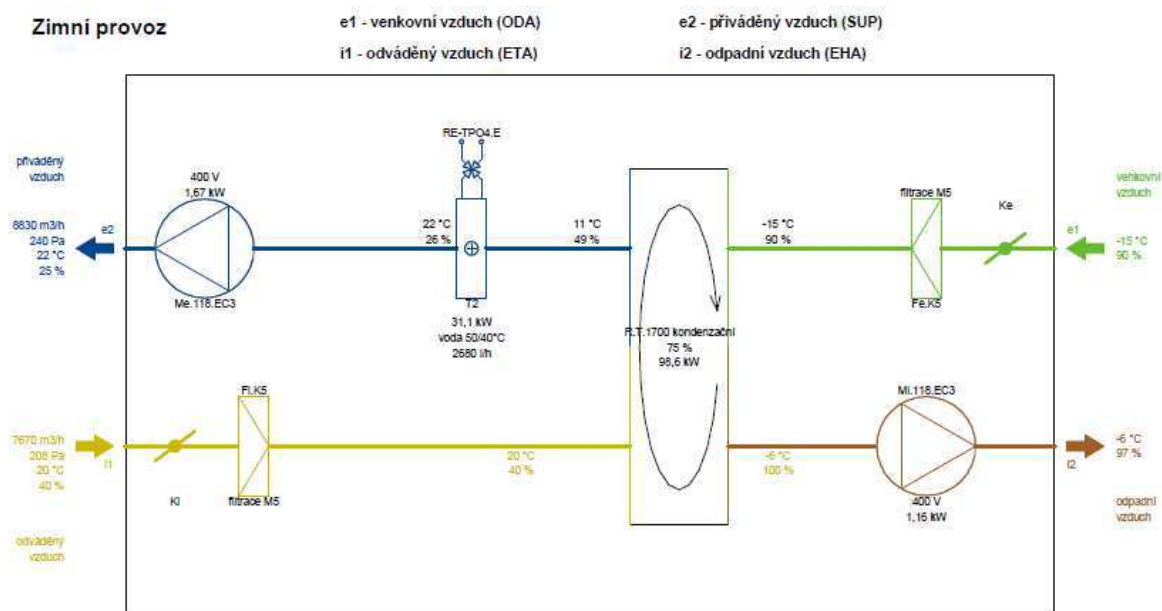 Zimní provoz
e1 - venkovní vzduch (ODA)
e2 - přiváděný vzduch (SUP)
i1 - odváděný vzduch (ETA)
i2 - odpadní vzduch (EHA)
RE-TPO4.E
přiváděný
vzduch
400 V
1,67 kW
venkovní
vzduch
filtrace M5
Ke
8830 m3/h
240 Pa
22 °C
25 %
e2
22 °C
26 %
11 °C
49 %
-15 °C
90 %
e1
-15 °C
90 %
Me.118.EC3
T2
Fe.K5
31,1 kW
voda 50/40°C
2680 l/h
R.T.1700 kondenzační
75 %
98,6 kW
Fi.K5
Mi.118.EC3
7670 m3/h
208 Pa
20 °C
40 %
i1
20 °C
40 %
-6 °C
100 %
-6 °C
97 %
i2
Ki
filtrace M5
400 V
1,16 kW
odpadní
vzduch
odváděný
vzduch